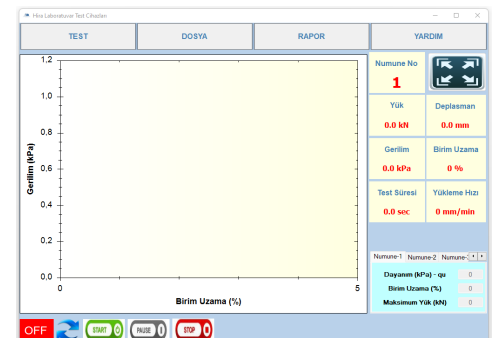 Hira Laboratuvar Test Cihazları
TEST DOSYA RAPOR YARDIM
Numune No
1
Yük Deplasman
0.0 kN 0.0 mm
Gerilim Birim Uzama
0.0 kPa 0 %
Test Süresi Yükleme Hızı
0.0 sec 0 mm/min
Numune-1 Numune-2 Numune-
Dayanım (kPa) - qu 0
Birim Uzama (%) 0
Maksimum Yük (kN) 0
Gerilim (kPa)
1,2
1,0
0,8
0,6
0,4
0,2
0,0
0 5
Birim Uzama (%)
OFF START PAUSE STOP